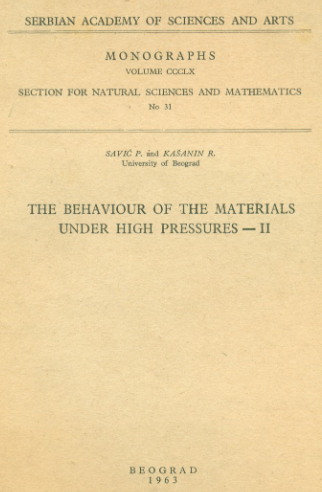 SERBIAN ACADEMY OF SCIENCES AND ARTS
MONOGRAPHS
VOLUME CCCLX
SECTION FOR NATURAL SCIENCES AND MATHEMATICS
No 31
SAVIĆ P. and KAŠANIN R.
University of Beograd
THE BEHAVIOUR OF THE MATERIALS
UNDER HIGH PRESSURES — II
BEOGRAD
1963